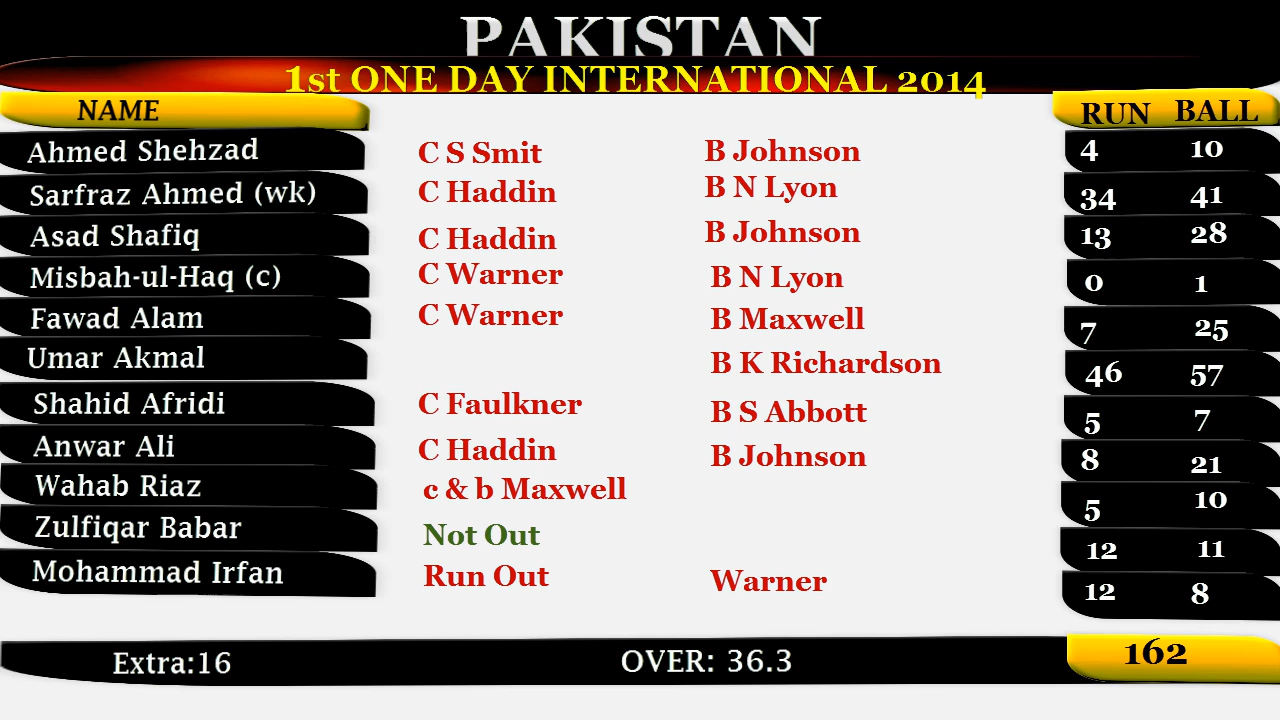 PAKISTAN
1st ONE DAY INTERNATIONAL 2014
NAME RUN BALL
Ahmed Shehzad C S Smit B Johnson 4 10
Sarfraz Ahmed (wk) C Haddin B N Lyon 34 41
Asad Shafiq C Haddin B Johnson 13 28
Misbah-ul-Haq (c) C Warner B N Lyon 0 1
Fawad Alam C Warner B Maxwell 7 25
Umar Akmal B K Richardson 46 57
Shahid Afridi C Faulkner B S Abbott 5 7
Anwar Ali C Haddin B Johnson 8 21
Wahab Riaz c & b Maxwell 5 10
Zulfiqar Babar Not Out 12 11
Mohammad Irfan Run Out Warner 12 8
Extra:16 OVER: 36.3 162